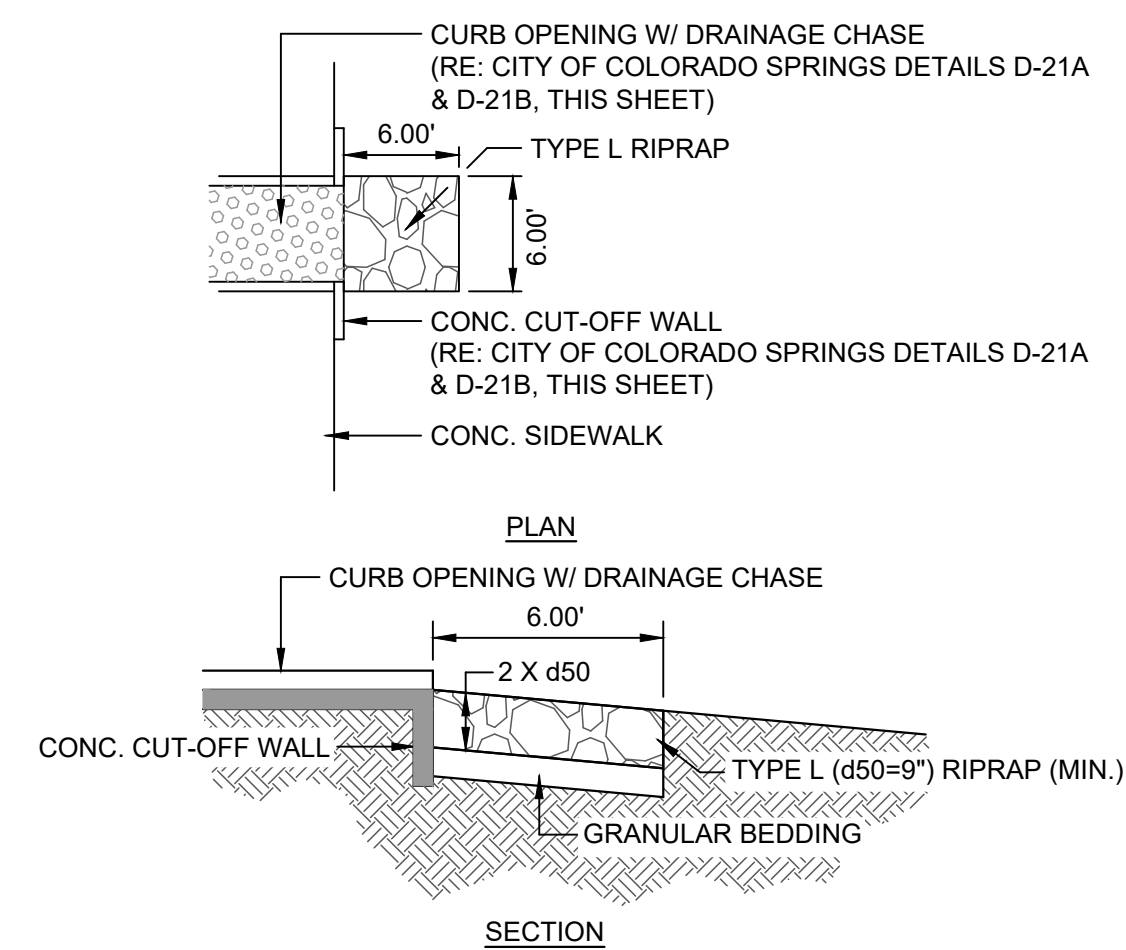 CURB OPENING W/ DRAINAGE CHASE
(RE: CITY OF COLORADO SPRINGS DETAILS D-21A
& D-21B, THIS SHEET)
6.00'
TYPE L RIPRAP
6.00'
CONC. CUT-OFF WALL
(RE: CITY OF COLORADO SPRINGS DETAILS D-21A
& D-21B, THIS SHEET)
CONC. SIDEWALK
PLAN
CURB OPENING W/ DRAINAGE CHASE
6.00'
2 X d50
CONC. CUT-OFF WALL
TYPE L (d50=9") RIPRAP (MIN.)
GRANULAR BEDDING
SECTION